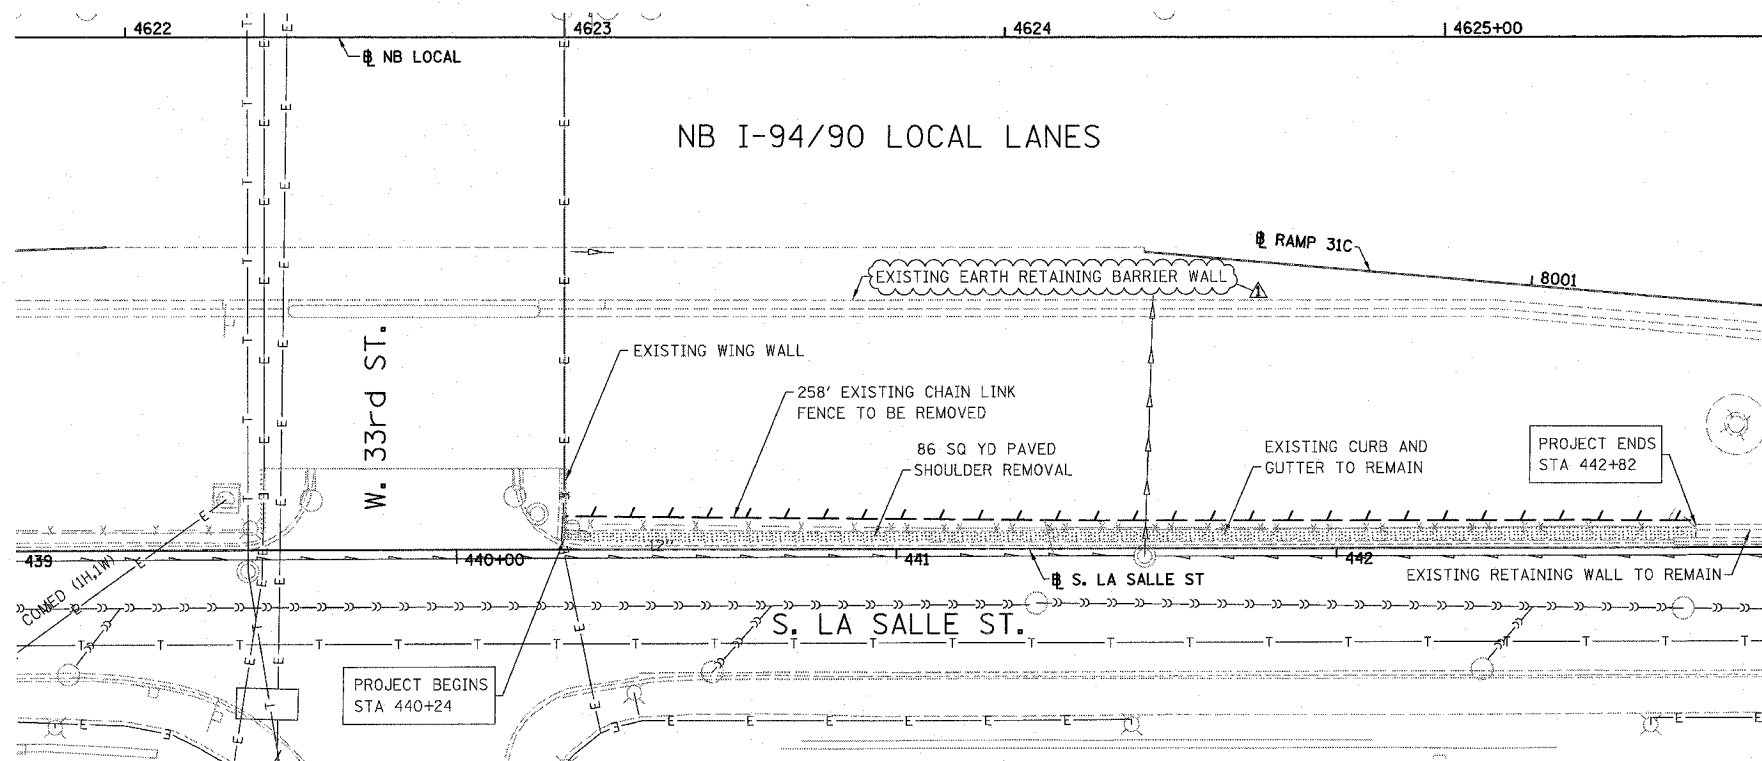 4622
4623
4624
4625+00
℄ NB LOCAL
NB I-94/90 LOCAL LANES
℄ RAMP 31C
EXISTING EARTH RETAINING BARRIER WALL
1
8001
W. 33rd ST.
EXISTING WING WALL
258' EXISTING CHAIN LINK
FENCE TO BE REMOVED
86 SQ YD PAVED
SHOULDER REMOVAL
EXISTING CURB AND
GUTTER TO REMAIN
PROJECT ENDS
STA 442+82
439
440+00
12"
441
442
COMED (1H,1W)
℄ S. LA SALLE ST
EXISTING RETAINING WALL TO REMAIN
S. LA SALLE ST.
PROJECT BEGINS
STA 440+24